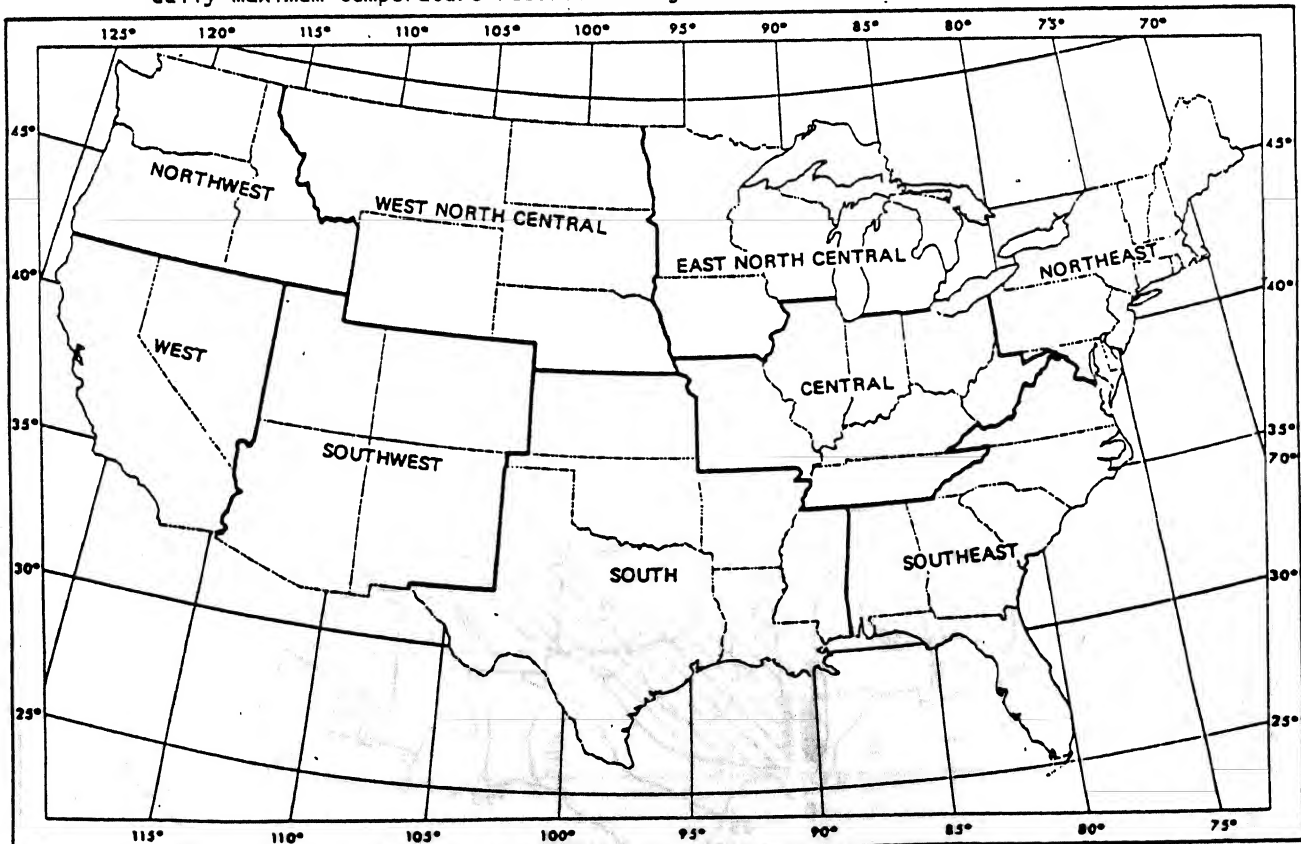 daily maximum temperature
125° 120° 115° 110° 105° 100° 95° 90° 85° 80° 75° 70°
45° 45°
NORTHWEST
WEST NORTH CENTRAL
EAST NORTH CENTRAL
NORTHEAST
40° 40°
WEST
CENTRAL
35° 35°
SOUTHWEST
70°
SOUTHEAST
SOUTH
30° 30°
25° 25°
115° 110° 105° 100° 95° 90° 85° 80° 75°